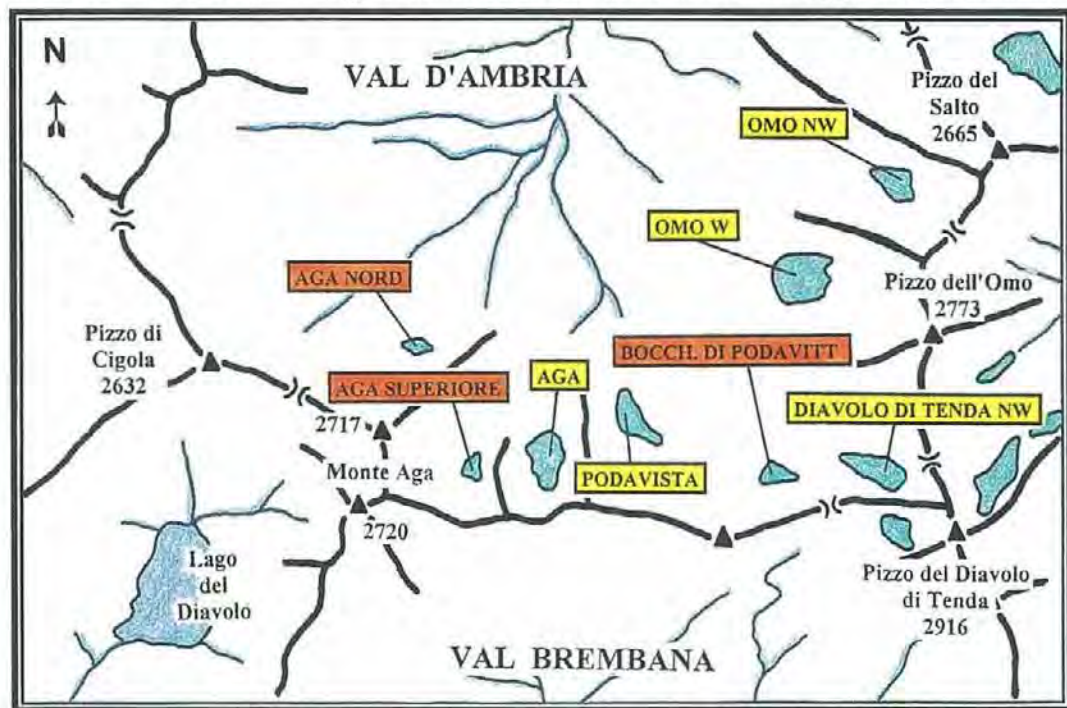 N
VAL D'AMBRIA
Pizzo del
Salto
2665
OMO NW
OMO W
AGA NORD
Pizzo dell'Omo
2773
Pizzo di
Cigola
2632
BOCCH. DI PODAVITT
AGA
AGA SUPERIORE
DIAVOLO DI TENDA NW
2717
Monte Aga
PODAVISTA
2720
Lago
del
Diavolo
Pizzo del Diavolo
di Tenda
2916
VAL BREMBANA